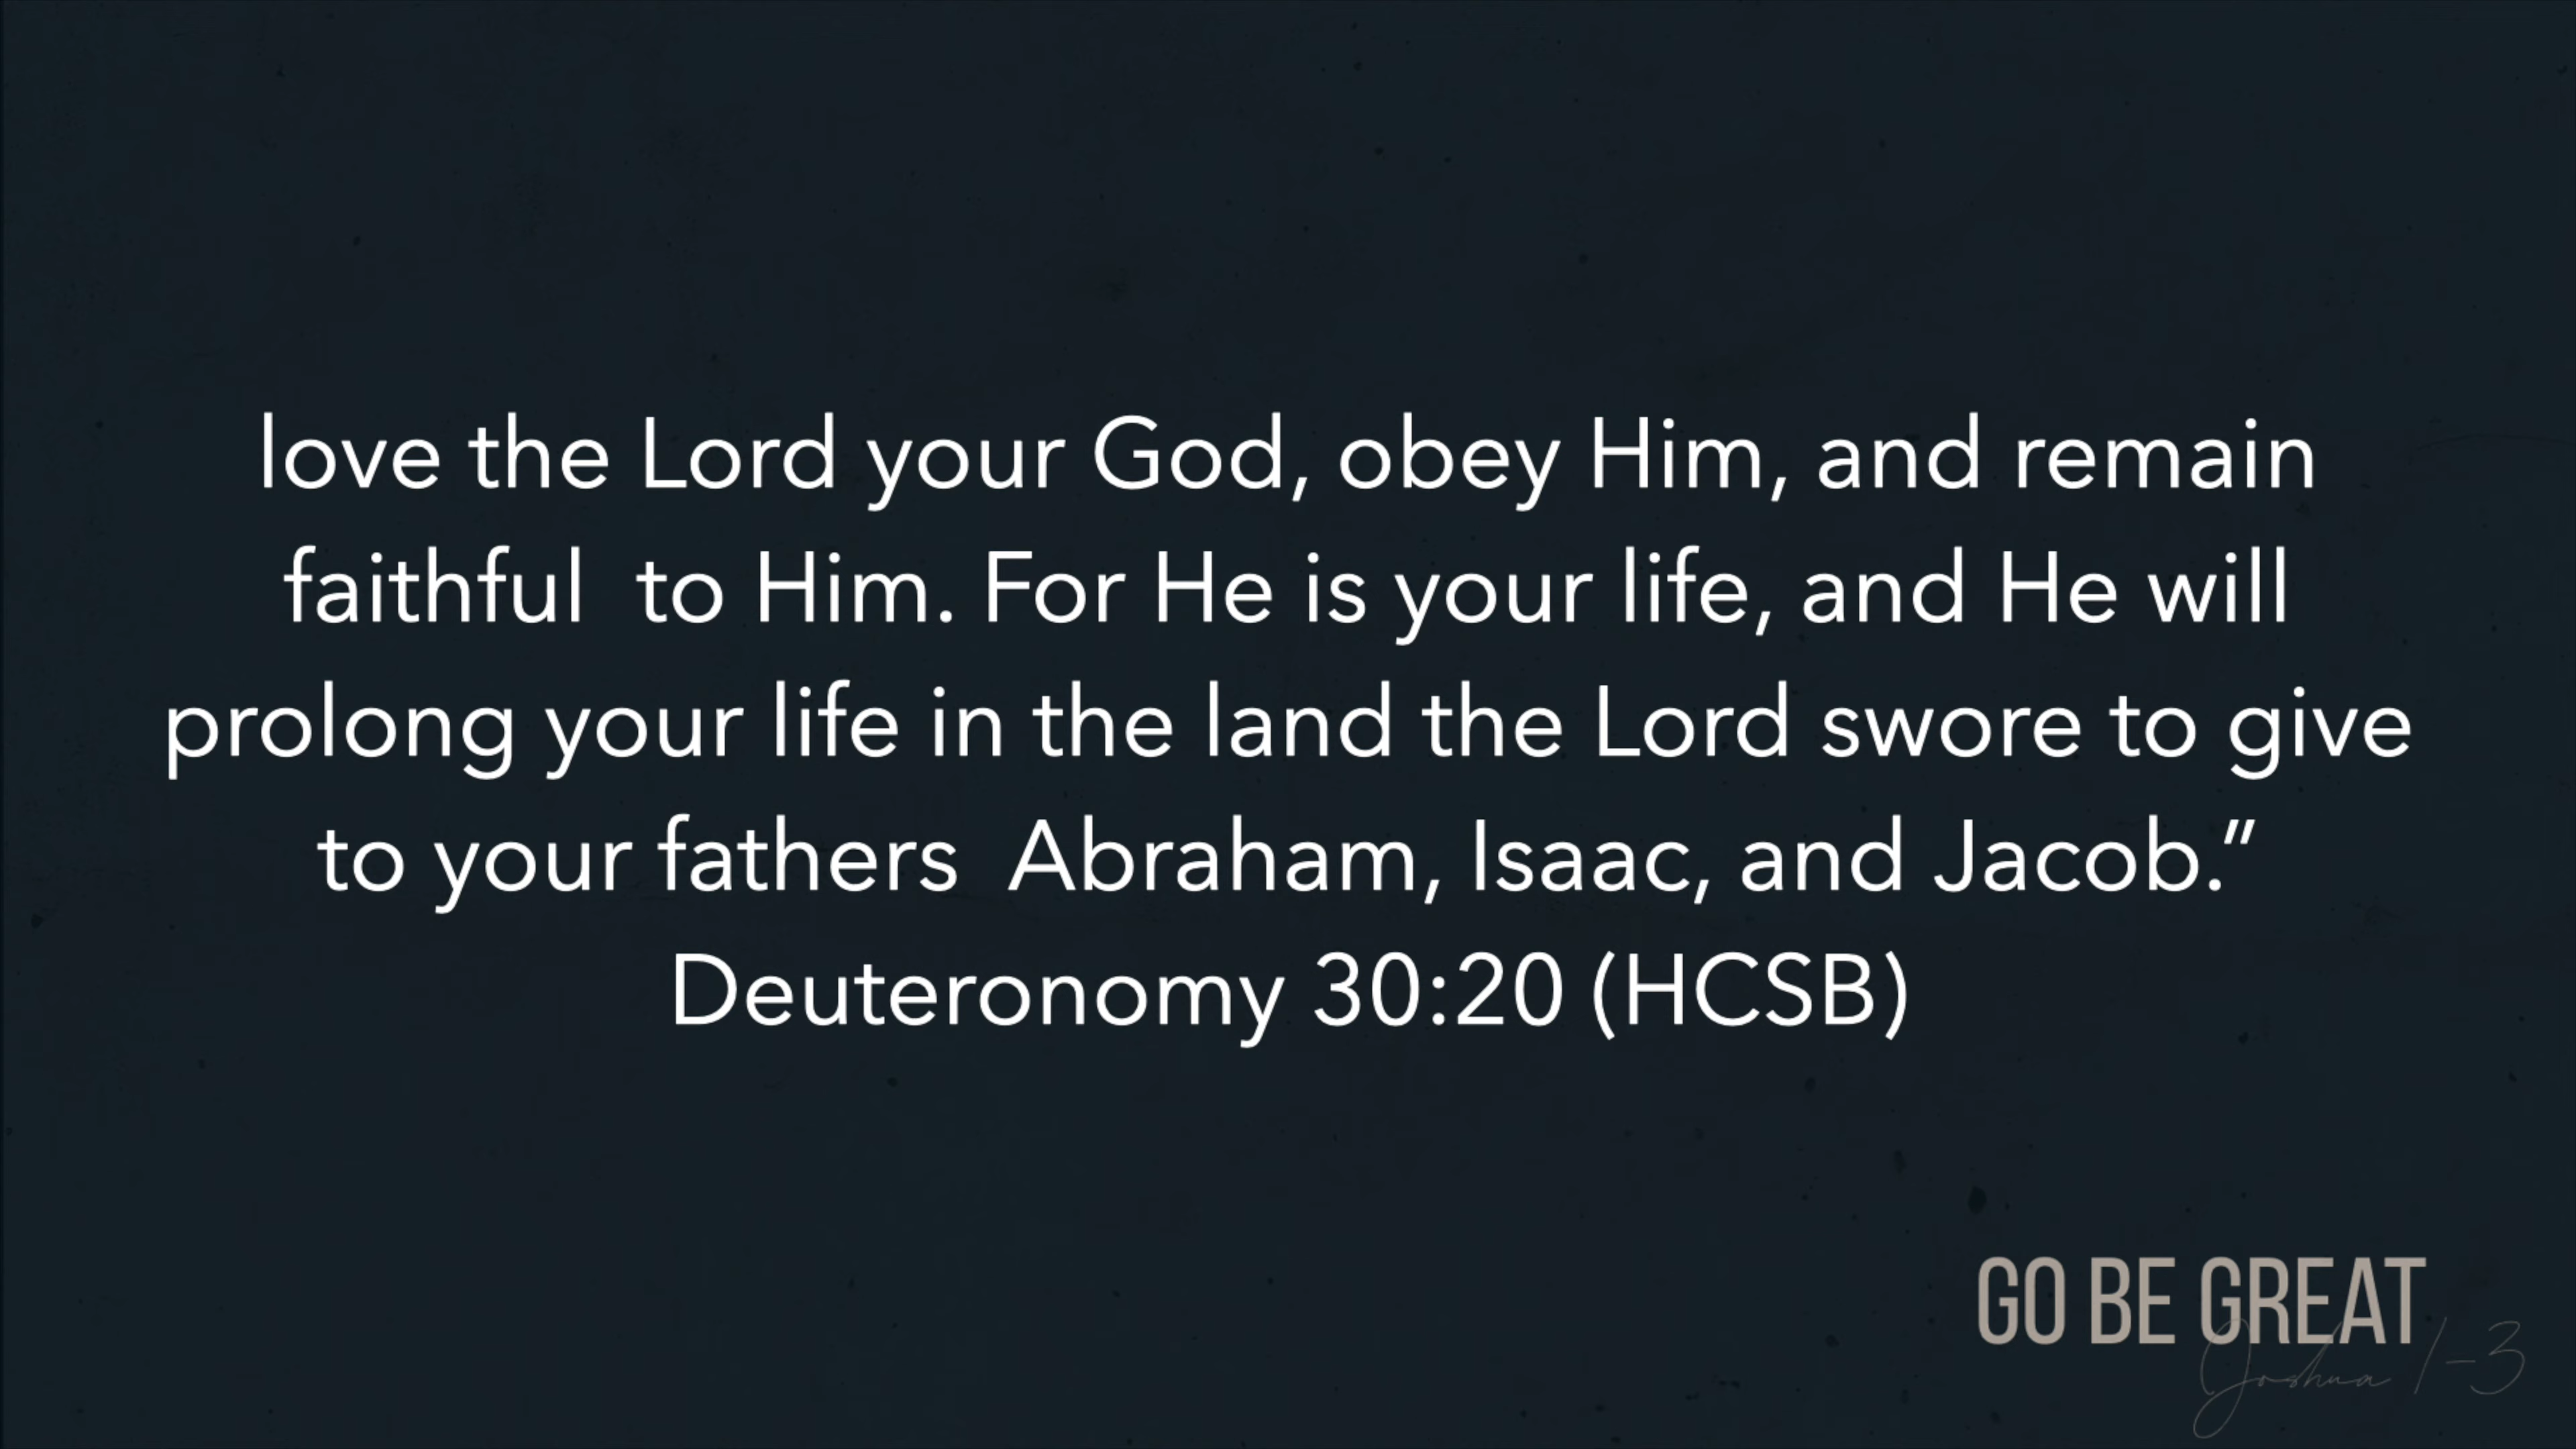 love the Lord your God, obey Him, and remain
faithful  to Him. For He is your life, and He will
prolong your life in the land the Lord swore to give
to your fathers  Abraham, Isaac, and Jacob.”
Deuteronomy 30:20 (HCSB)
GO BE GREAT
Joshua 1-3